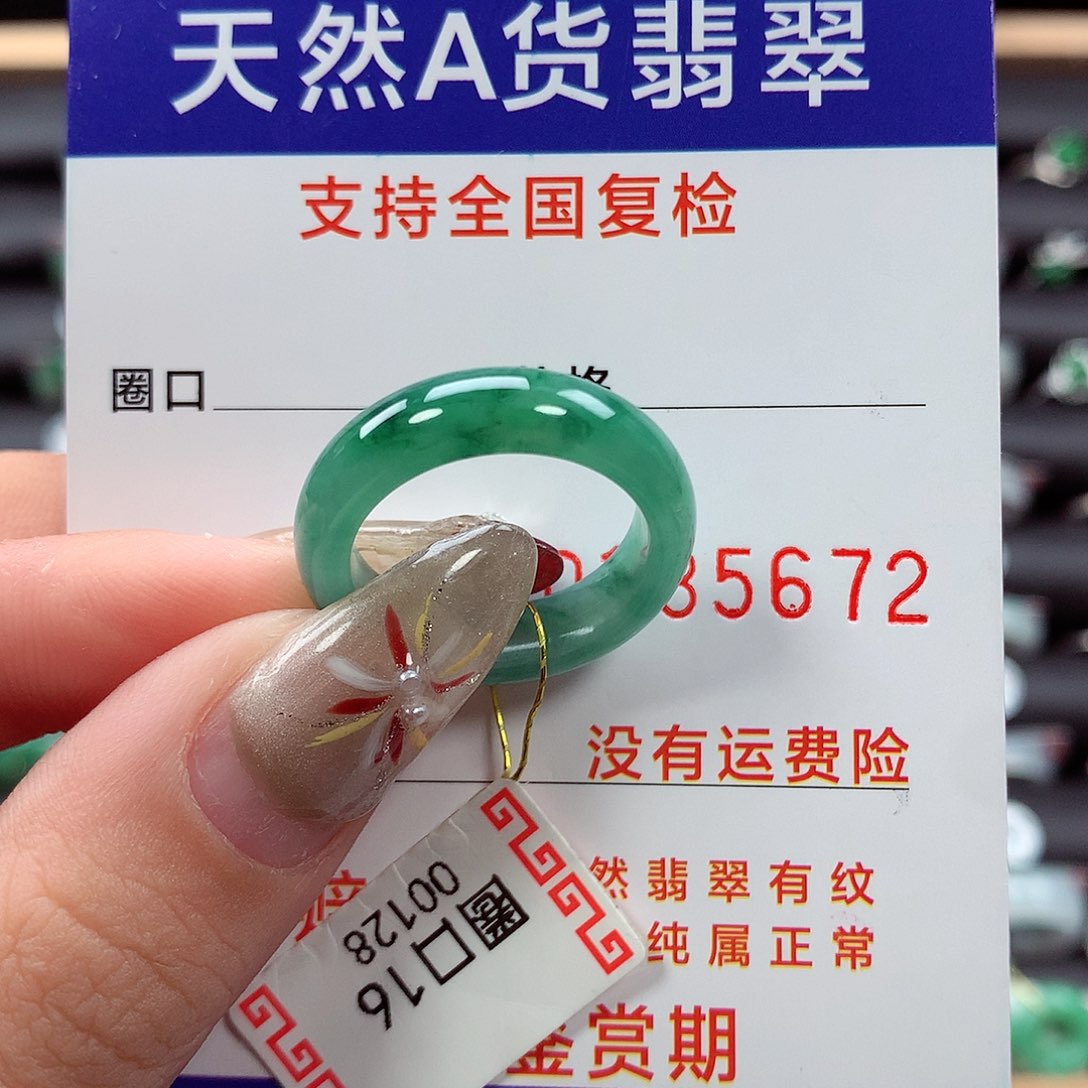 天然A货翡翠
支持全国复检
圈口
35672
没有运费险
然翡翠有纹
纯属正常
鉴赏期
圈口16
00128